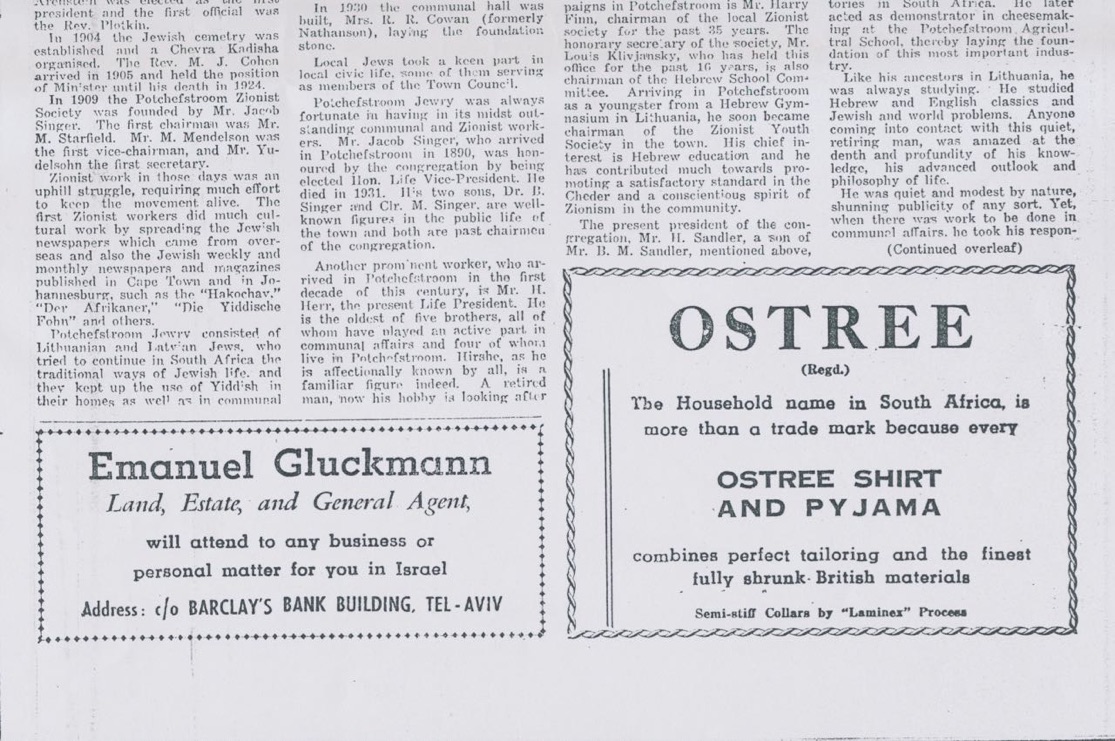 president and the first official was
the Rev. Plotkin.
In 1904 the Jewish cemetry was
established and a Chevra Kadisha
organised. The Rev. M. J. Cohen
arrived in 1905 and held the position
of Minister until his death in 1924.
In 1909 the Potchefstroom Zionist
Society was founded by Mr. Jacob
Singer. The first chairman was Mr.
M. Starfield. Mr. M. Mendelson was
the first vice-chairman, and Mr. Yu-
delsohn the first secretary.
Zionist work in those days was an
uphill struggle, requiring much effort
to keep the movement alive. The
first Zionist workers did much cul-
tural work by spreading the Jewish
newspapers which came from over-
seas and also the Jewish weekly and
monthly newspapers and magazines
published in Cape Town and in Jo-
hannesburg, such as the "Hakochav,"
"Der Afrikaner," "Die Yiddische
Fohn" and others.
Potchefstroom Jewry consisted of
Lithuanian and Latvian Jews, who
tried to continue in South Africa the
traditional ways of Jewish life. and
they kept up the use of Yiddish in
their homes as well as in communal
In 1930 the communal hall was
built, Mrs. R. R. Cowan (formerly
Nathanson), laying the foundation
stone.
Local Jews took a keen part in
local civic life, some of them serving
as members of the Town Council.
Potchefstroom Jewry was always
fortunate in having in its midst out-
standing communal and Zionist work-
ers. Mr. Jacob Singer, who arrived
in Potchefstroom in 1890, was hon-
oured by the congregation by being
elected Hon. Life Vice-President. He
died in 1931. His two sons, Dr. B.
Singer and Clr. M. Singer. are well-
known figures in the public life of
the town and both are past chairmen
of the congregation.
Another prominent worker, who ar-
rived in Potchefstroom in the first
decade of this century, is Mr. H.
Herr, the present Life President. He
is the oldest of five brothers, all of
whom have played an active part in
communal affairs and four of whom
live in Potchefstroom. Hirshe, as he
is affectionally known by all, is a
familiar figure indeed. A retired
man, now his hobby is looking after
paigns in Potchefstroom is Mr. Harry
Finn, chairman of the local Zionist
society for the past 35 years. The
honorary secretary of the society, Mr.
Louis Klivjansky, who has held this
office for the past 16 years, is also
chairman of the Hebrew School Com-
mittee. Arriving in Potchefstroom
as a youngster from a Hebrew Gym-
nasium in Lithuania, he soon became
chairman of the Zionist Youth
Society in the town. His chief in-
terest is Hebrew education and he
has contributed much towards pro-
moting a satisfactory standard in the
Cheder and a conscientious spirit of
Zionism in the community.
The present president of the con-
gregation, Mr. H. Sandler, a son of
Mr. B. M. Sandler, mentioned above,
tories in South Africa. He later
acted as demonstrator in cheesemak-
ing at the Potchefstroom Agricul-
tral School, thereby laying the foun-
dation of this most important indus-
try.
Like his ancestors in Lithuania, he
was always studying. He studied
Hebrew and English classics and
Jewish and world problems. Anyone
coming into contact with this quiet,
retiring man, was amazed at the
depth and profundity of his know-
ledge, his advanced outlook and
philosophy of life.
He was quiet and modest by nature,
shunning publicity of any sort. Yet,
when there was work to be done in
communal affairs, he took his respon-
(Continued overleaf)
Emanuel Gluckmann
Land, Estate, and General Agent,
will attend to any business or
personal matter for you in Israel
Address: c/o BARCLAY'S BANK BUILDING, TEL-AVIV
OSTREE
(Regd.)
The Household name in South Africa, is
more than a trade mark because every
OSTREE SHIRT
AND PYJAMA
combines perfect tailoring and the finest
fully shrunk British materials
Semi-stiff Collars by "Laminex" Process